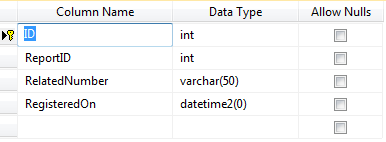 Column Name Data Type Allow Nulls
ID int
ReportID int
RelatedNumber varchar(50)
RegisteredOn datetime2(0)